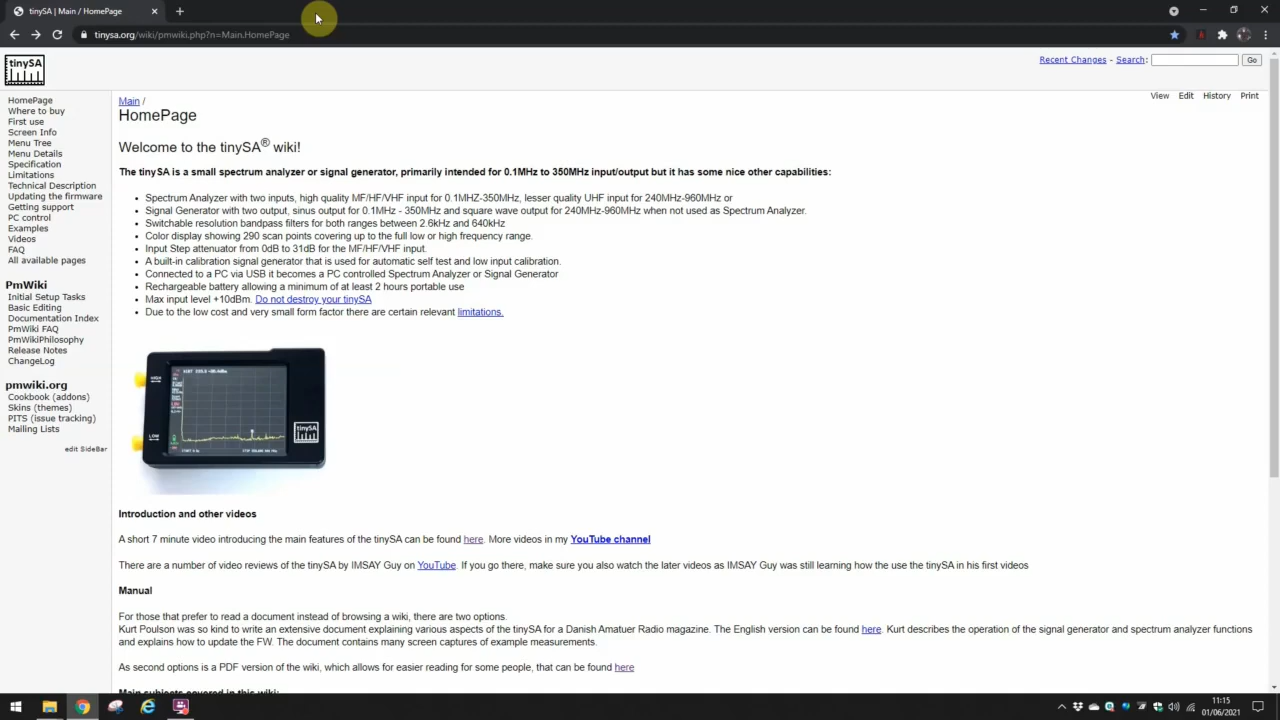 tinySA | Main / HomePage
tinysa.org/wiki/pmwiki.php?n=Main.HomePage
tinySA
Recent Changes - Search:
Go
HomePage
Where to buy
First use
Screen Info
Menu Tree
Menu Details
Specification
Limitations
Technical Description
Updating the firmware
Getting support
PC control
Examples
Videos
FAQ
All available pages
PmWiki
Initial Setup Tasks
Basic Editing
Documentation Index
PmWiki FAQ
PmWikiPhilosophy
Release Notes
ChangeLog
pmwiki.org
Cookbook (addons)
Skins (themes)
PITS (issue tracking)
Mailing Lists
edit SideBar
View Edit History Print
Main /
HomePage
Welcome to the tinySA® wiki!
The tinySA is a small spectrum analyzer or signal generator, primarily intended for 0.1MHz to 350MHz input/output but it has some nice other capabilities:
• Spectrum Analyzer with two inputs, high quality MF/HF/VHF input for 0.1MHZ-350MHz, lesser quality UHF input for 240MHz-960MHz or
• Signal Generator with two output, sinus output for 0.1MHz - 350MHz and square wave output for 240MHz-960MHz when not used as Spectrum Analyzer.
• Switchable resolution bandpass filters for both ranges between 2.6kHz and 640kHz
• Color display showing 290 scan points covering up to the full low or high frequency range.
• Input Step attenuator from 0dB to 31dB for the MF/HF/VHF input.
• A built-in calibration signal generator that is used for automatic self test and low input calibration.
• Connected to a PC via USB it becomes a PC controlled Spectrum Analyzer or Signal Generator
• Rechargeable battery allowing a minimum of at least 2 hours portable use
• Max input level +10dBm. Do not destroy your tinySA
• Due to the low cost and very small form factor there are certain relevant limitations.
HIGH
LOW
tinySA
Introduction and other videos
A short 7 minute video introducing the main features of the tinySA can be found here. More videos in my YouTube channel
There are a number of video reviews of the tinySA by IMSAY Guy on YouTube. If you go there, make sure you also watch the later videos as IMSAY Guy was still learning how the use the tinySA in his first videos
Manual
For those that prefer to read a document instead of browsing a wiki, there are two options.
Kurt Poulson was so kind to write an extensive document explaining various aspects of the tinySA for a Danish Amatuer Radio magazine. The English version can be found here. Kurt describes the operation of the signal generator and spectrum analyzer functions
and explains how to update the FW. The document contains many screen captures of example measurements.
As second options is a PDF version of the wiki, which allows for easier reading for some people, that can be found here
Main subjects covered in this wiki:
11:15
01/06/2021